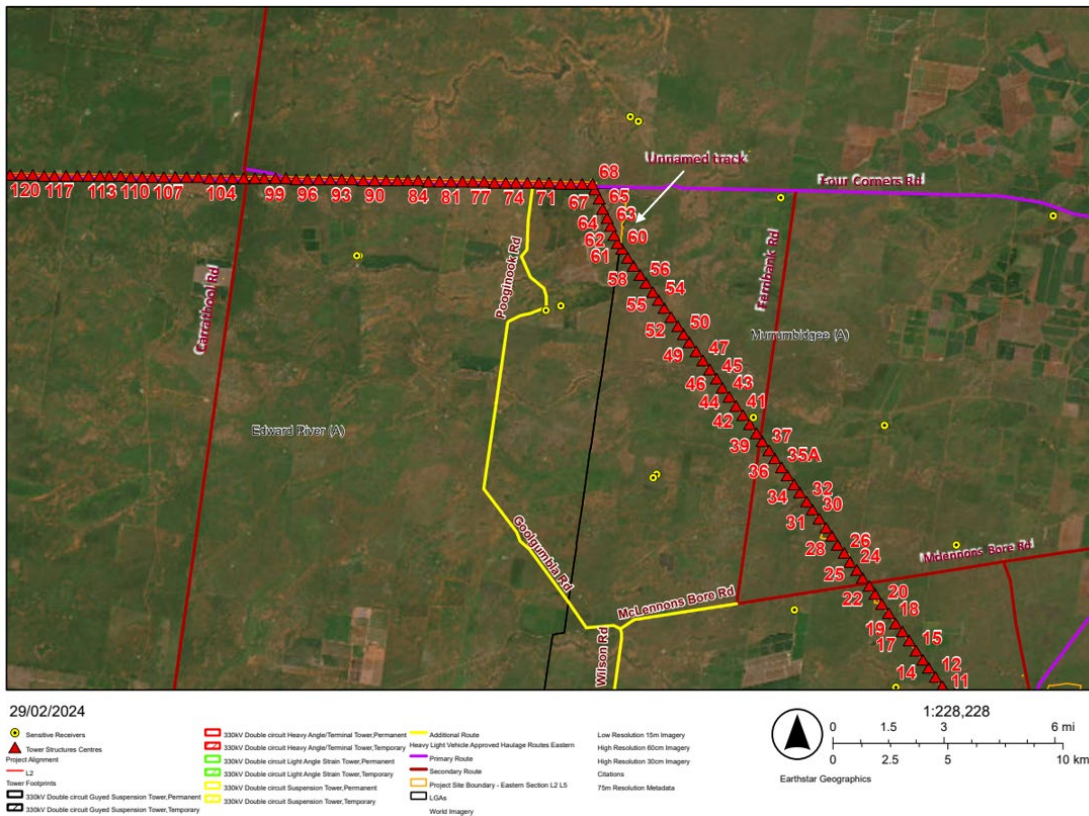 Unnamed track
68
Four Corners Rd
120 117 113 110 107 104 99 96 93 90 84 81 77 74 71 67 65
64 63
62 60
61
58 56
55 54
52 50
49 47
46 45
44 43
42 41
39 37
36 35A
34 32
31 30
28 26
25 24
22 20
19 18
17 15
14 12
11
Carrathool Rd
Pooginook Rd
Fernbank Rd
Murrumbidgee (A)
Edward River (A)
Goolgumbla Rd
McLennons Bore Rd
Mclennons Bore Rd
Wilson Rd
29/02/2024
Sensitive Receivers
Tower Structures Centres
Project Alignment
L2
Tower Footprints
330kV Double circuit Guyed Suspension Tower,Permanent
330kV Double circuit Guyed Suspension Tower,Temporary
330kV Double circuit Heavy Angle/Terminal Tower,Permanent
330kV Double circuit Heavy Angle/Terminal Tower,Temporary
330kV Double circuit Light Angle Strain Tower,Permanent
330kV Double circuit Light Angle Strain Tower,Temporary
330kV Double circuit Suspension Tower,Permanent
330kV Double circuit Suspension Tower,Temporary
Additional Route
Heavy Light Vehicle Approved Haulage Routes Eastern
Primary Route
Secondary Route
Project Site Boundary - Eastern Section L2 L5
LGAs
World Imagery
Low Resolution 15m Imagery
High Resolution 60cm Imagery
High Resolution 30cm Imagery
Citations
75m Resolution Metadata
1:228,228
0 1.5 3 6 mi
0 2.5 5 10 km
Earthstar Geographics